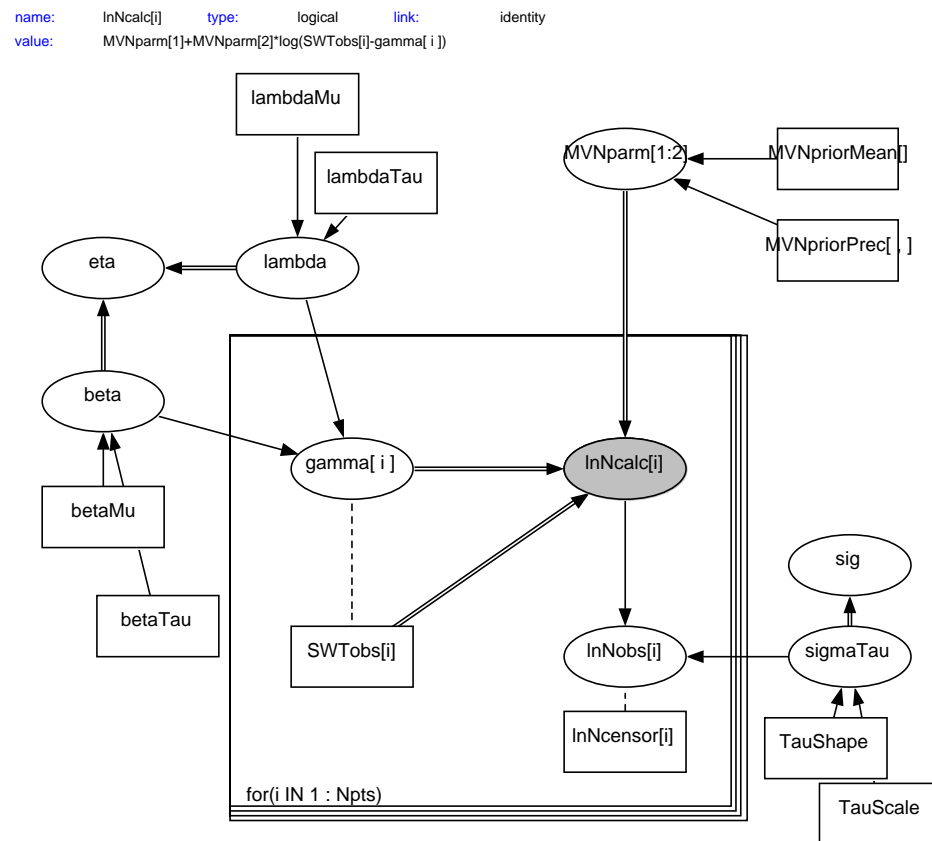 name: lnNcalc[i] type: logical link: identity
value: MVNparm[1]+MVNparm[2]*log(SWTobs[i]-gamma[ i ])
lambdaMu
MVNparm[1:2]
MVNpriorMean[]
lambdaTau
MVNpriorPrec[ , ]
eta
lambda
beta
gamma[ i ]
lnNcalc[i]
betaMu
sig
betaTau
SWTobs[i]
lnNobs[i]
sigmaTau
lnNcensor[i]
TauShape
for(i IN 1 : Npts)
TauScale